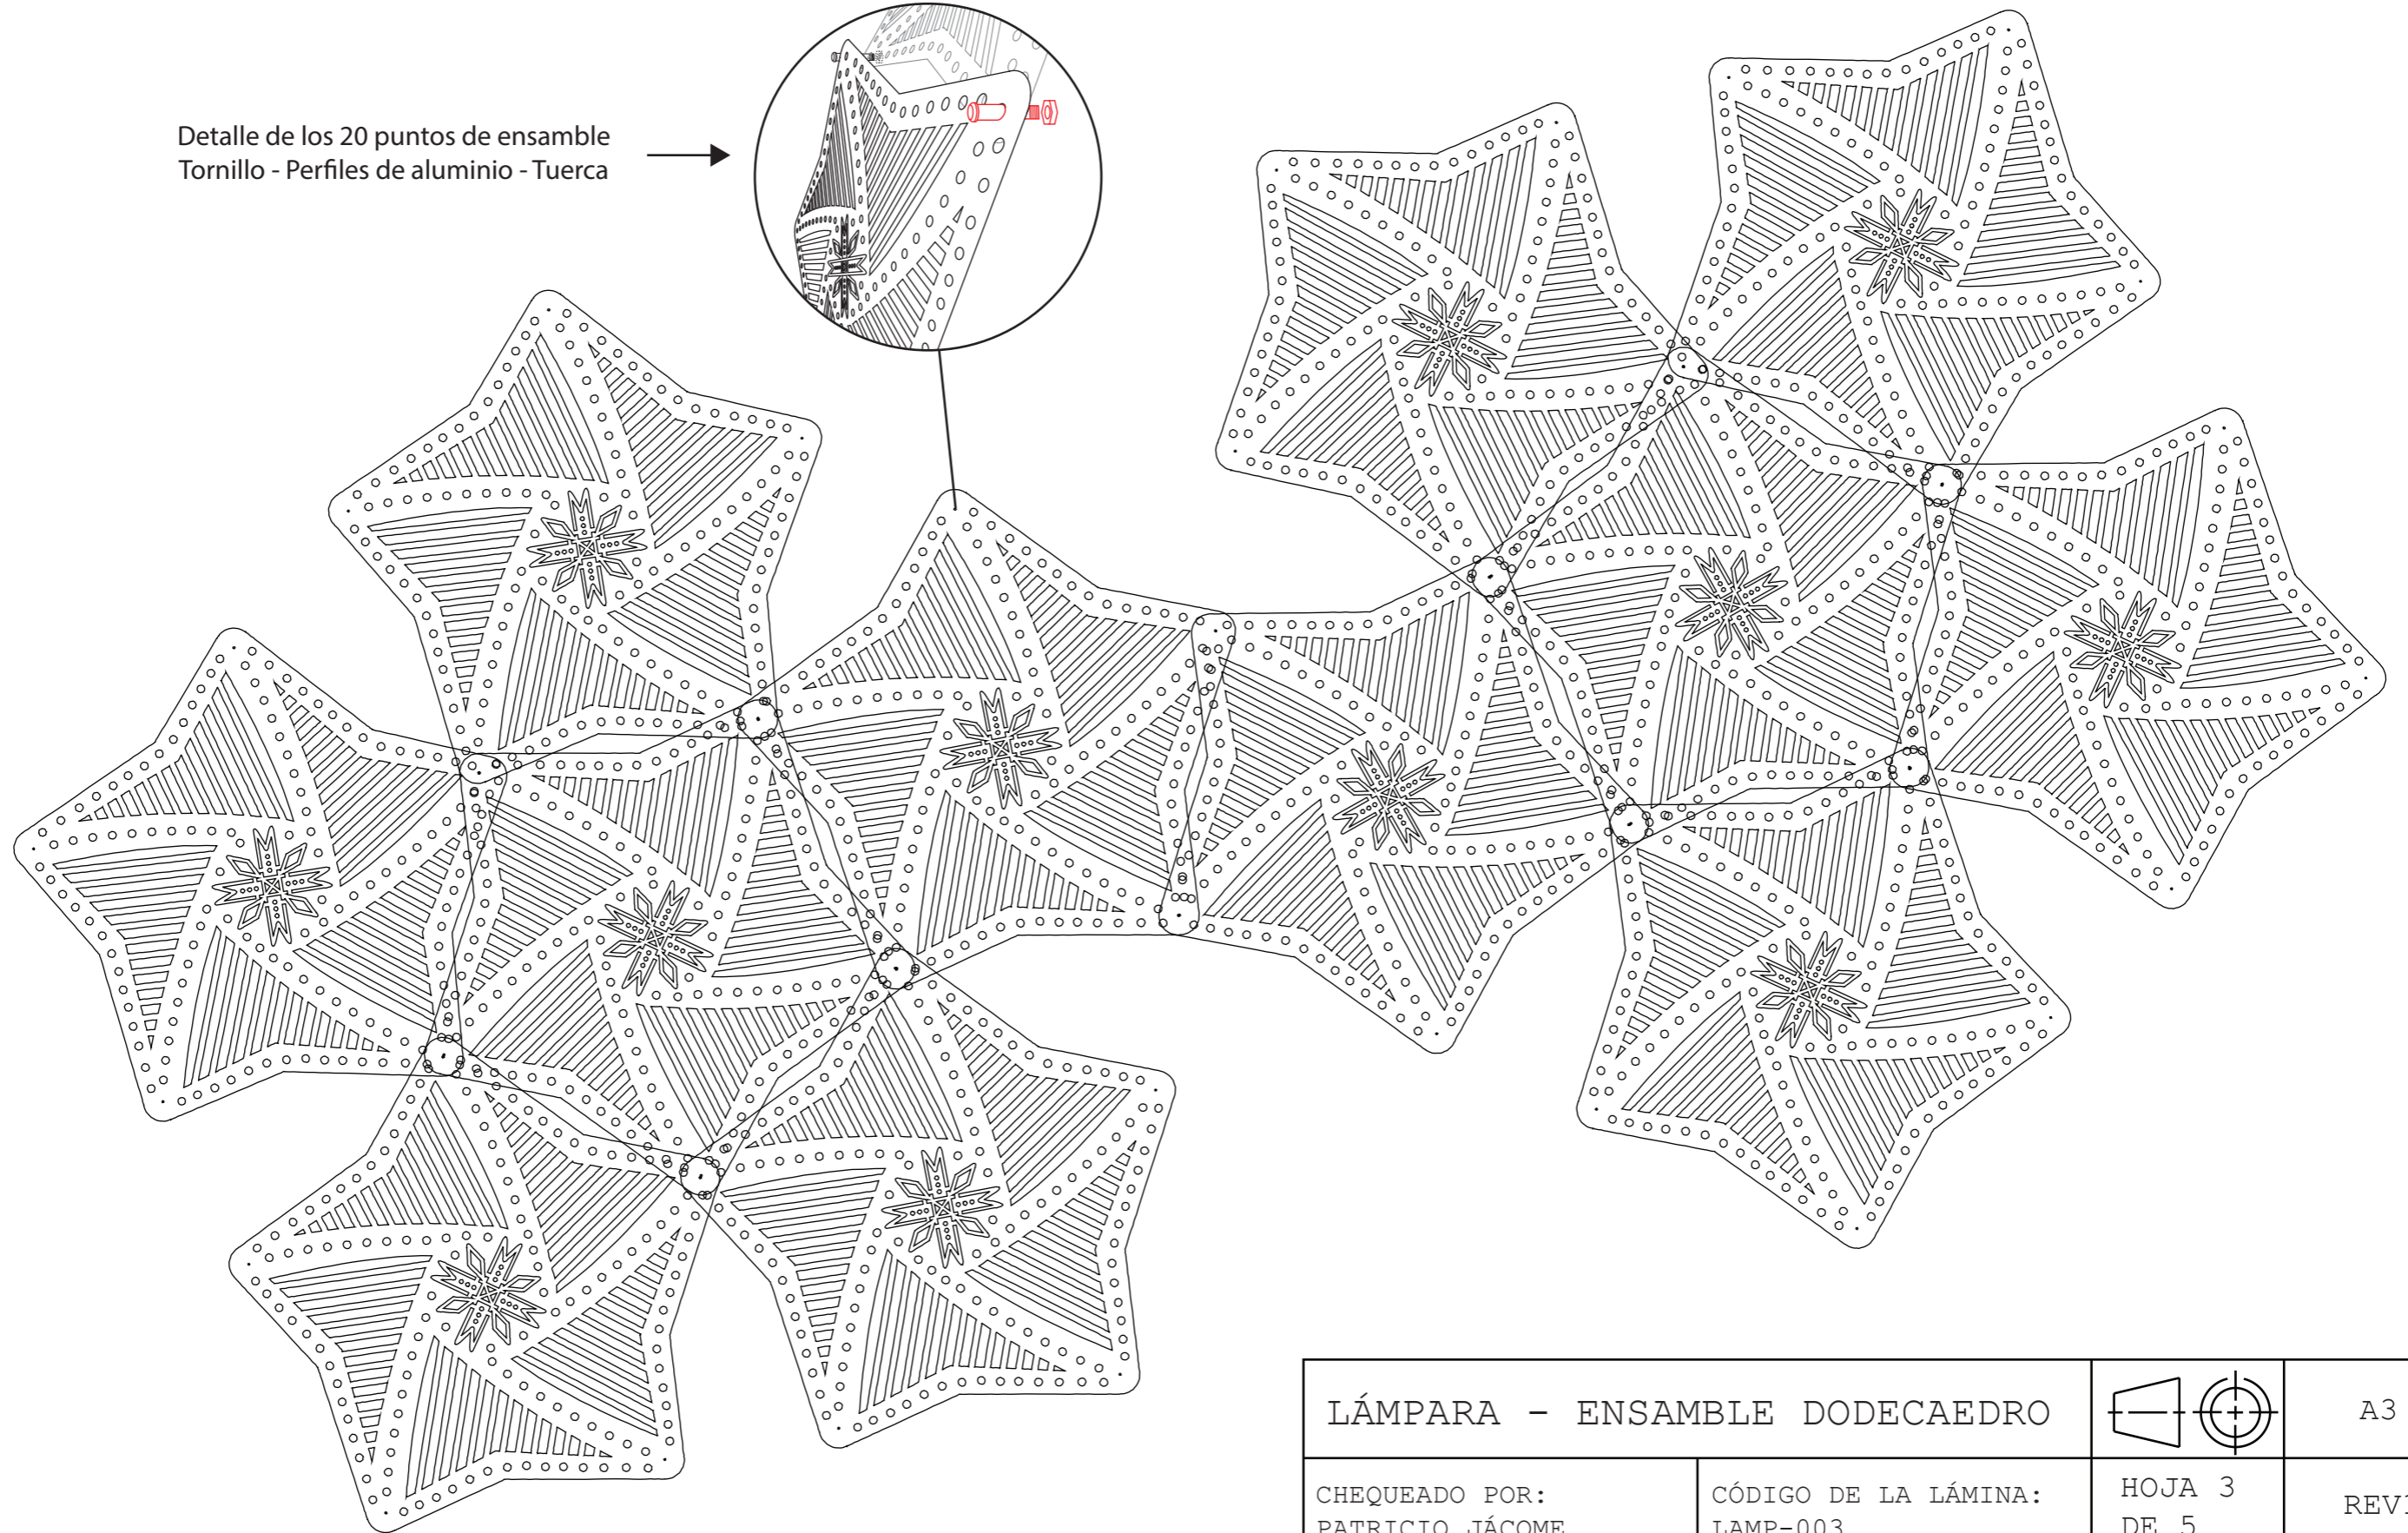 Detalle de los 20 puntos de ensamble
Tornillo - Perfiles de aluminio - Tuerca
LÁMPARA - ENSAMBLE DODECAEDRO
A3
CHEQUEADO POR:
PATRICIO JÁCOME
CÓDIGO DE LA LÁMINA:
LAMP-003
HOJA 3
DE 5